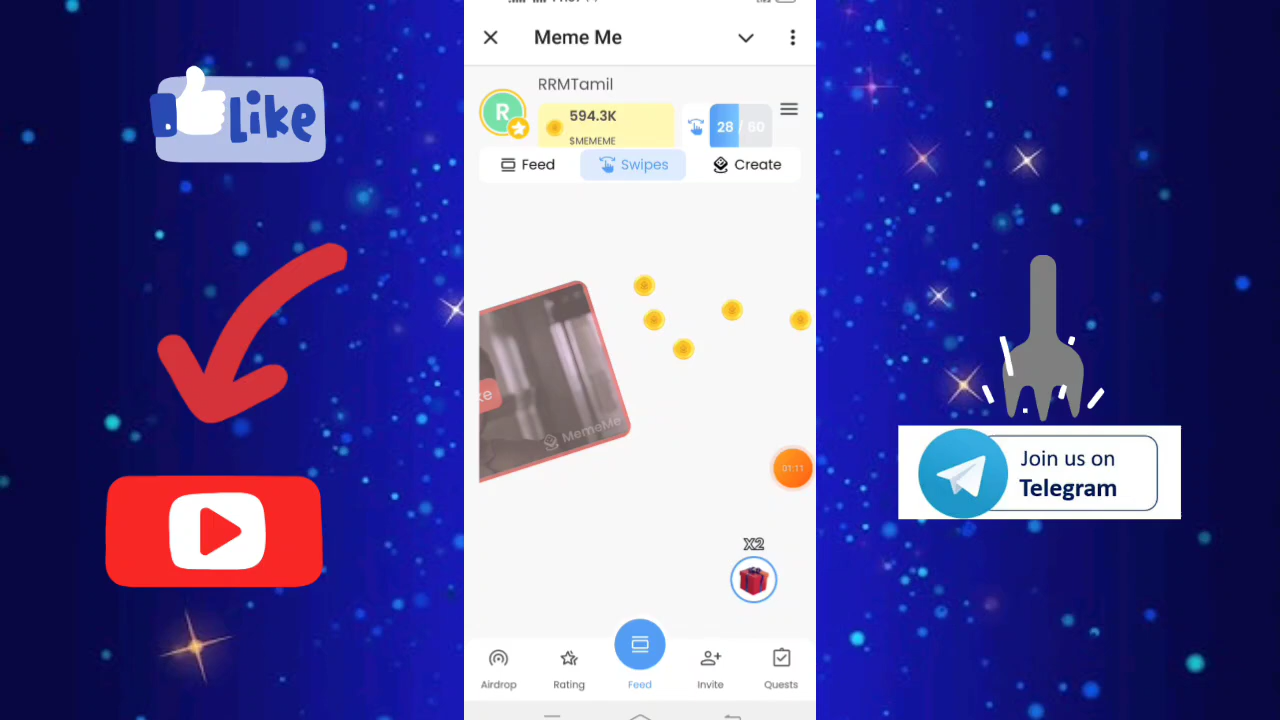 Meme Me
RRMTamil
R
594.3K
$MEMEME
28 / 60
Feed
Swipes
Create
Like
ke
MemeMe
01:11
Join us on
Telegram
X2
Airdrop
Rating
Feed
Invite
Quests